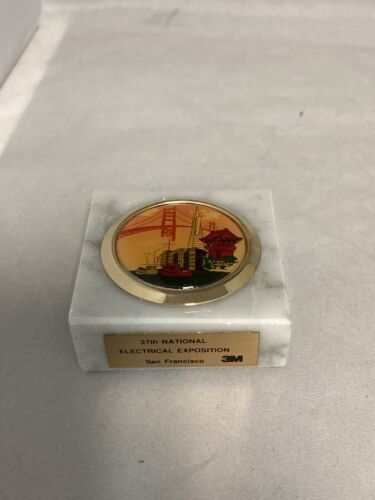 37th NATIONAL
ELECTRICAL EXPOSITION
San Francisco 3M